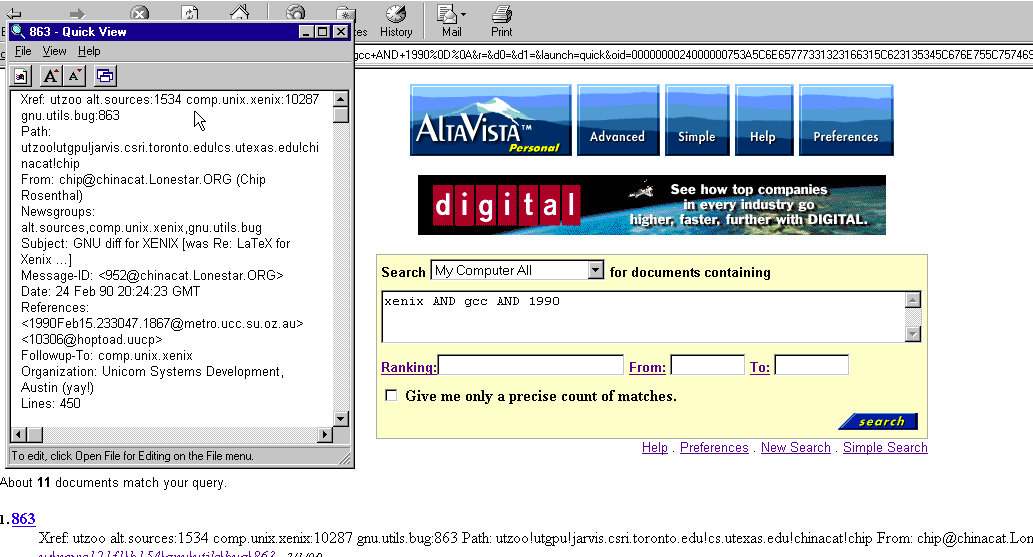 863 - Quick View
File View Help
Xref: utzoo alt.sources:1534 comp.unix.xenix:10287
gnu.utils.bug:863
Path:
utzoo!utgpu!jarvis.csri.toronto.edu!cs.utexas.edu!chi
nacat!chip
From: chip@chinacat.Lonestar.ORG (Chip
Rosenthal)
Newsgroups:
alt.sources,comp.unix.xenix,gnu.utils.bug
Subject: GNU diff for XENIX [was Re: LaTeX for
Xenix ...]
Message-ID: <952@chinacat.Lonestar.ORG>
Date: 24 Feb 90 20:24:23 GMT
References:
<1990Feb15.233047.1867@metro.ucc.su.oz.au>
<10306@hoptoad.uucp>
Followup-To: comp.unix.xenix
Organization: Unicom Systems Development,
Austin (yay!)
Lines: 450
To edit, click Open File for Editing on the File menu.
History Mail Print
gcc+AND+1990%0D%0A&r=&d0=&d1=&launch=quick&oid=
ALTAVISTA™
Personal
Advanced
Simple
Help
Preferences
digital
See how top companies
in every industry go
higher, faster, further with DIGITAL.
Search My Computer All for documents containing
xenix AND gcc AND 1990
Ranking: From: To:
Give me only a precise count of matches.
search
Help . Preferences . New Search . Simple Search
About 11 documents match your query.
1. 863
Xref: utzoo alt.sources:1534 comp.unix.xenix:10287 gnu.utils.bug:863 Path: utzoo!utgpu!jarvis.csri.toronto.edu!cs.utexas.edu!chinacat!chip From: chip@chinacat.Lon